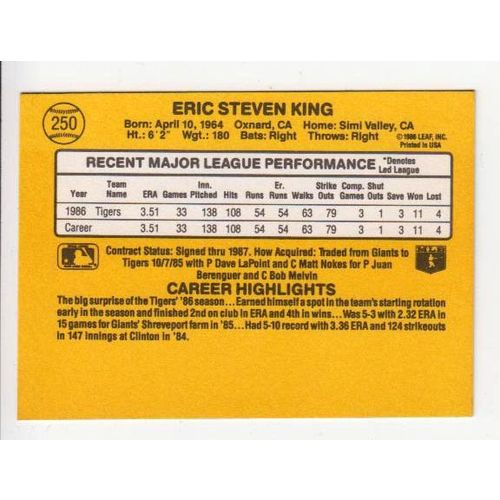 250
ERIC STEVEN KING
Born: April 10, 1964 Oxnard, CA Home: Simi Valley, CA
Ht.: 6'2" Wgt.: 180 Bats: Right Throws: Right
© 1986 LEAF, INC.
Printed in USA
RECENT MAJOR LEAGUE PERFORMANCE *Denotes Led League
Year Team Name ERA Games Inn. Pitched Hits Runs Er. Runs Walks Strike Outs Comp. Games Shut Outs Save Won Lost
1986 Tigers 3.51 33 138 108 54 54 63 79 3 1 3 11 4
Career 3.51 33 138 108 54 54 63 79 3 1 3 11 4
Contract Status: Signed thru 1987. How Acquired: Traded from Giants to
Tigers 10/7/85 with P Dave LaPoint and C Matt Nokes for P Juan
Berenguer and C Bob Melvin
CAREER HIGHLIGHTS
The big surprise of the Tigers' '86 season...Earned himself a spot in the team's starting rotation
early in the season and finished 2nd on club in ERA and 4th in wins...Was 5-3 with 2.32 ERA in
15 games for Giants' Shreveport farm in '85...Had 5-10 record with 3.36 ERA and 124 strikeouts
in 147 innings at Clinton in '84.